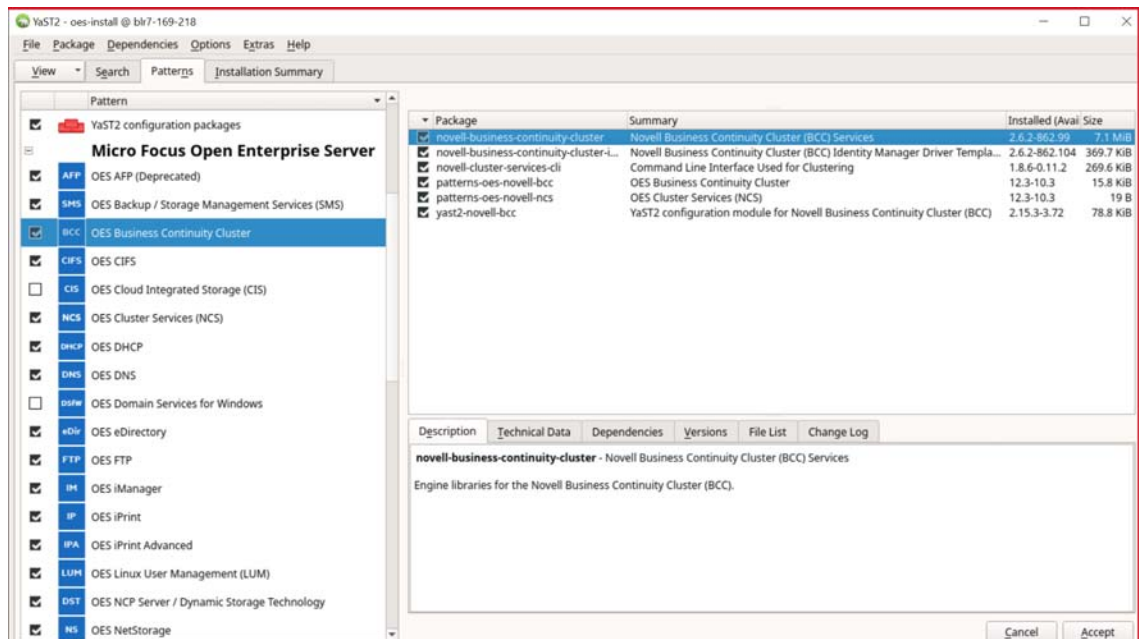 YaST2 - oes-install @ blr7-169-218
File Package Dependencies Options Extras Help
View Search Patterns Installation Summary
Pattern
YaST2 configuration packages
Micro Focus Open Enterprise Server
AFP OES AFP (Deprecated)
SMS OES Backup / Storage Management Services (SMS)
BCC OES Business Continuity Cluster
CIFS OES CIFS
CIS OES Cloud Integrated Storage (CIS)
NCS OES Cluster Services (NCS)
DHCP OES DHCP
DNS OES DNS
DSfW OES Domain Services for Windows
eDir OES eDirectory
FTP OES FTP
IM OES iManager
IP OES iPrint
IPA OES iPrint Advanced
LUM OES Linux User Management (LUM)
DST OES NCP Server / Dynamic Storage Technology
NS OES NetStorage
Package Summary Installed (Avai Size
novell-business-continuity-cluster Novell Business Continuity Cluster (BCC) Services 2.6.2-862.99 7.1 MiB
novell-business-continuity-cluster-i... Novell Business Continuity Cluster (BCC) Identity Manager Driver Templa... 2.6.2-862.104 369.7 KiB
novell-cluster-services-cli Command Line Interface Used for Clustering 1.8.6-0.11.2 269.6 KiB
patterns-oes-novell-bcc OES Business Continuity Cluster 12.3-10.3 15.8 KiB
patterns-oes-novell-ncs OES Cluster Services (NCS) 12.3-10.3 19 B
yast2-novell-bcc YaST2 configuration module for Novell Business Continuity Cluster (BCC) 2.15.3-3.72 78.8 KiB
Description Technical Data Dependencies Versions File List Change Log
novell-business-continuity-cluster - Novell Business Continuity Cluster (BCC) Services
Engine libraries for the Novell Business Continuity Cluster (BCC).
Cancel Accept